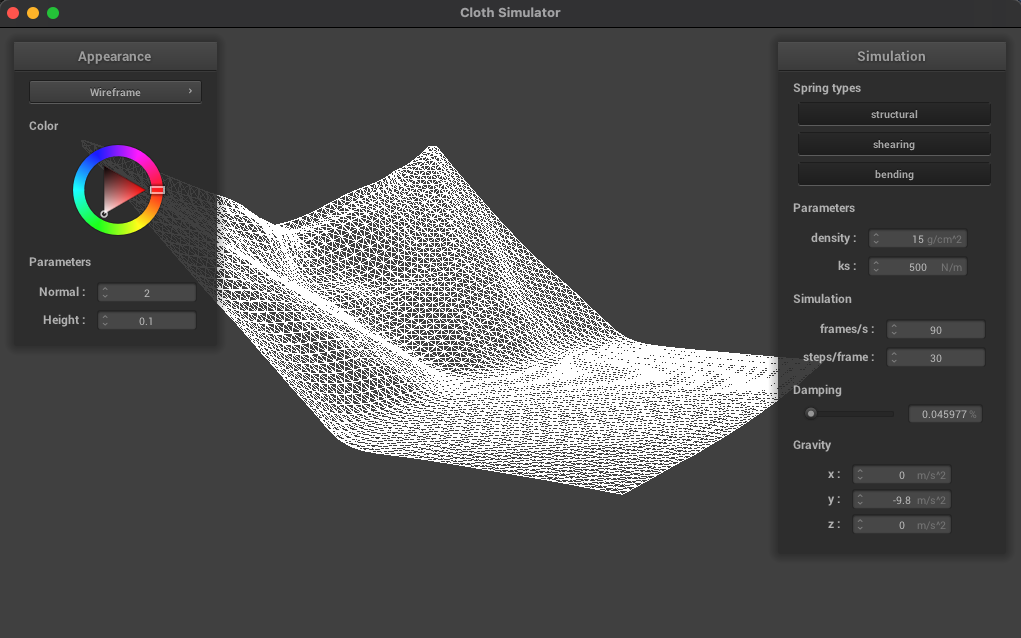 Cloth Simulator
Appearance
Wireframe
Color
Parameters
Normal : 2
Height : 0.1
Simulation
Spring types
structural
shearing
bending
Parameters
density : 15 g/cm^2
ks : 500 N/m
Simulation
frames/s : 90
steps/frame : 30
Damping
0.045977 %
Gravity
x : 0 m/s^2
y : -9.8 m/s^2
z : 0 m/s^2